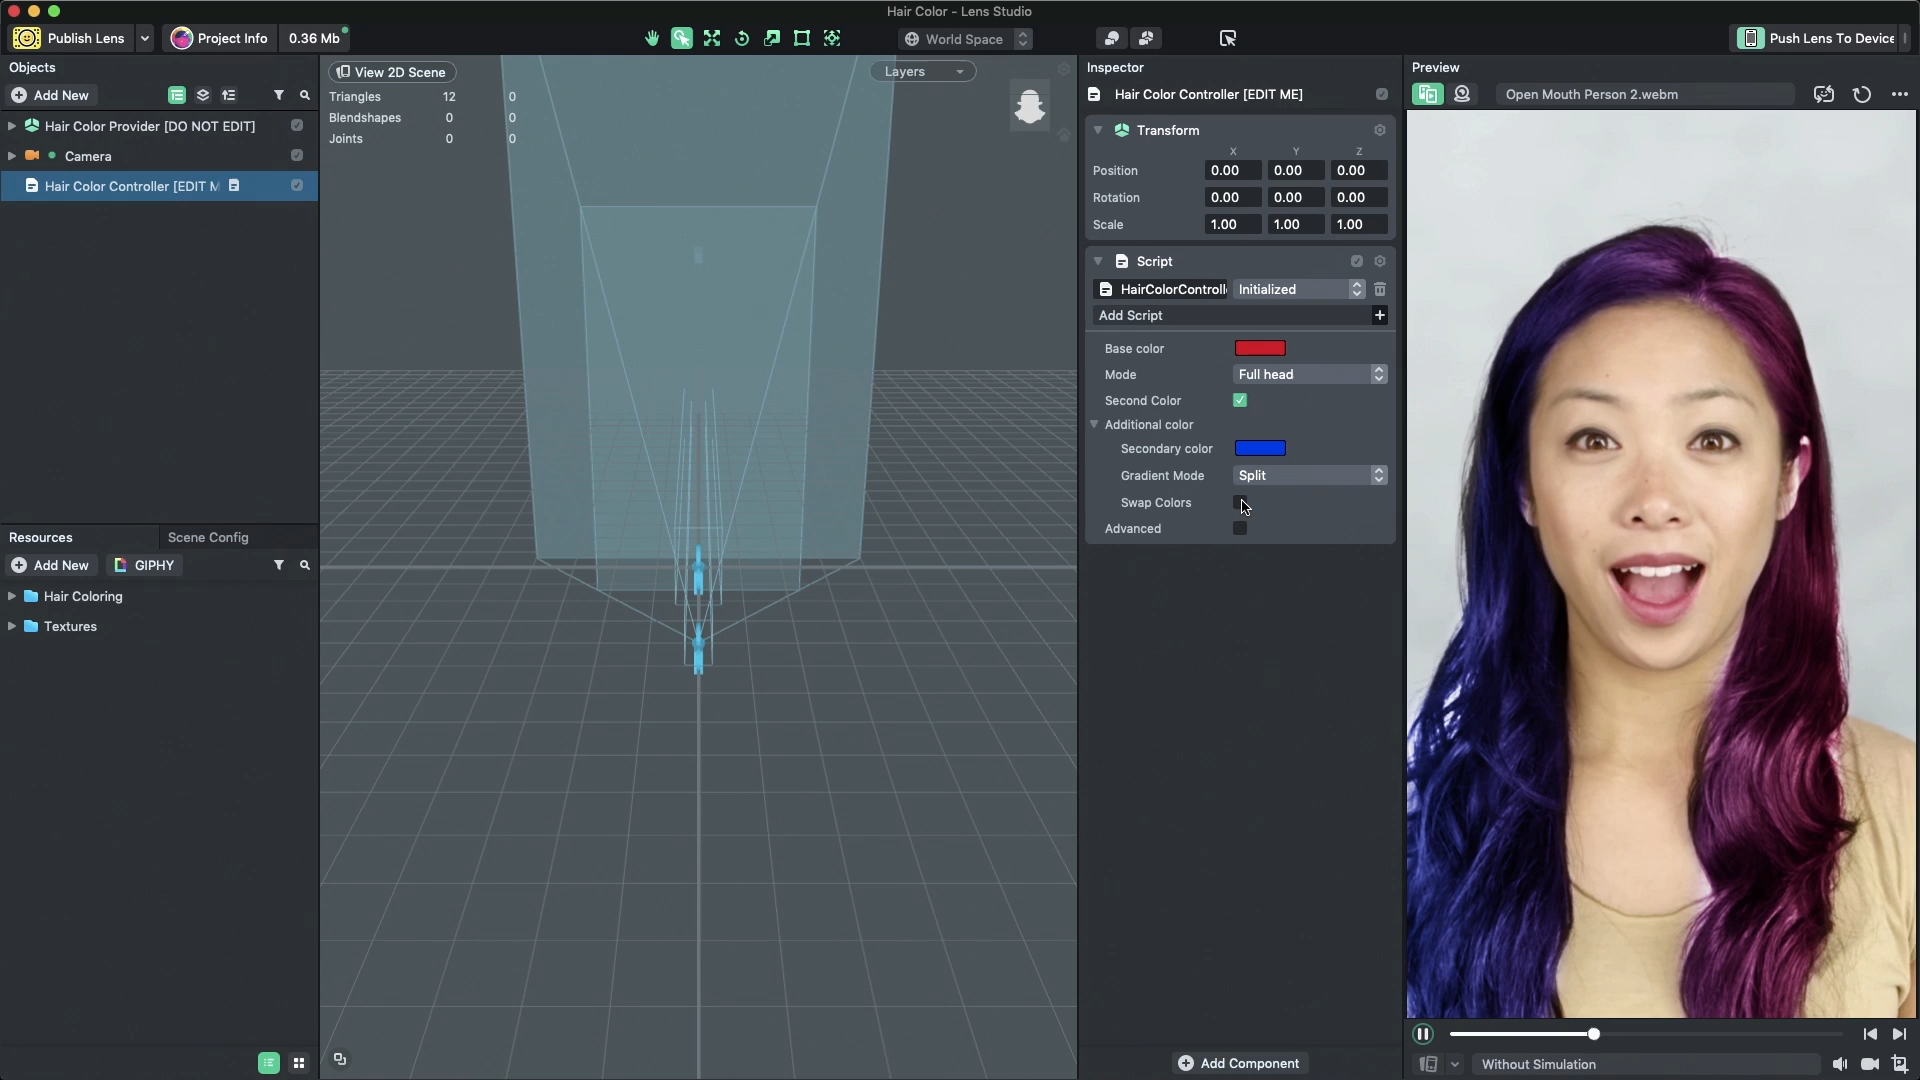 Hair Color - Lens Studio
Publish Lens
Project Info
0.36 Mb
World Space
Push Lens To Device
Objects
Add New
Hair Color Provider [DO NOT EDIT]
Camera
Hair Color Controller [EDIT M
Resources
Scene Config
Add New
GIPHY
Hair Coloring
Textures
View 2D Scene
Layers
Triangles 12 0
Blendshapes 0 0
Joints 0 0
Inspector
Hair Color Controller [EDIT ME]
Transform
X Y Z
Position 0.00 0.00 0.00
Rotation 0.00 0.00 0.00
Scale 1.00 1.00 1.00
Script
HairColorControll Initialized
Add Script +
Base color
Mode Full head
Second Color
Additional color
Secondary color
Gradient Mode Split
Swap Colors
Advanced
Add Component
Preview
Open Mouth Person 2.webm
Without Simulation